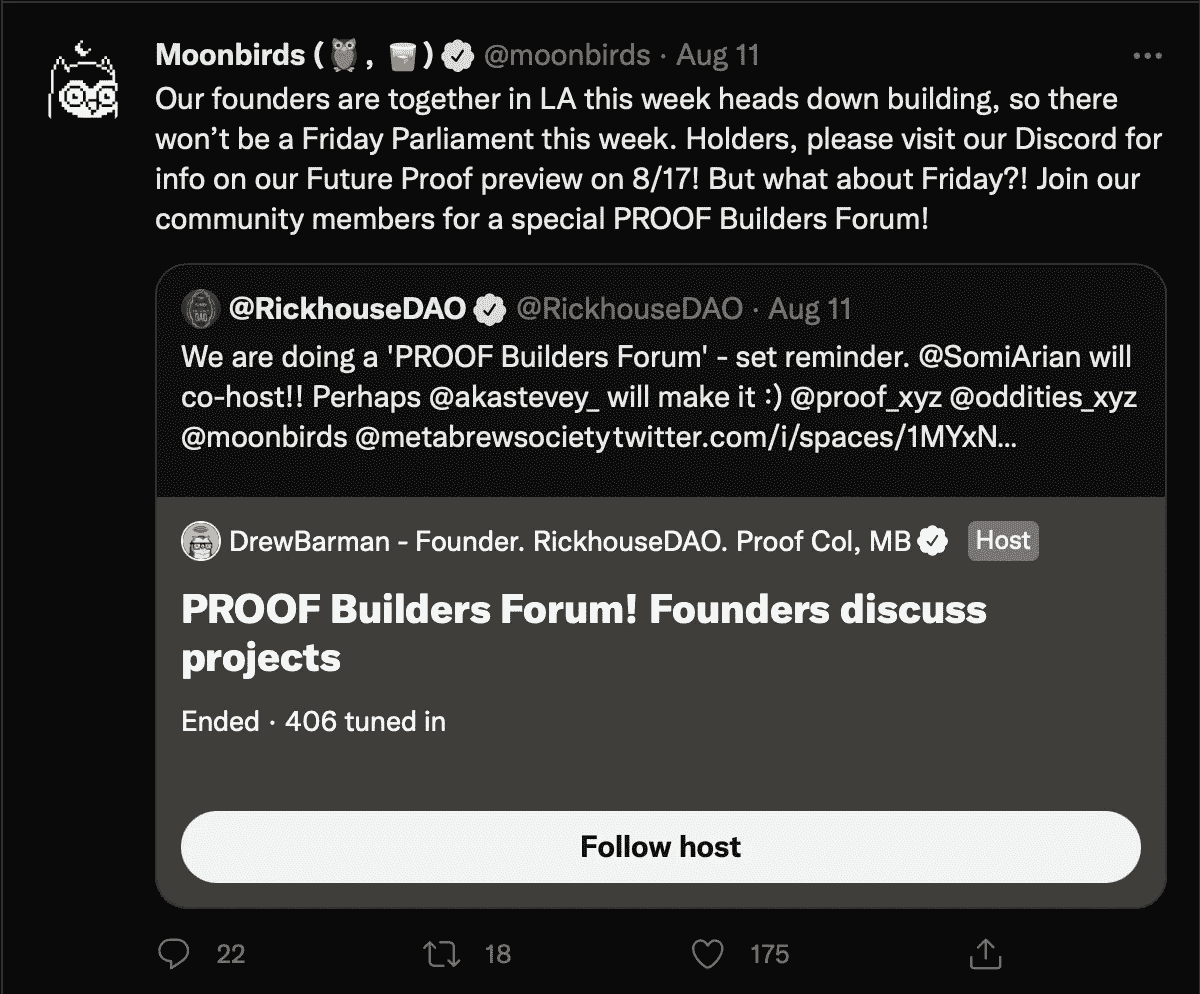 Moonbirds (🦉, 🥃) @moonbirds · Aug 11
Our founders are together in LA this week heads down building, so there
won’t be a Friday Parliament this week. Holders, please visit our Discord for
info on our Future Proof preview on 8/17! But what about Friday?! Join our
community members for a special PROOF Builders Forum!
@RickhouseDAO @RickhouseDAO · Aug 11
We are doing a 'PROOF Builders Forum' - set reminder. @SomiArian will
co-host!! Perhaps @akastevey_ will make it :) @proof_xyz @oddities_xyz
@moonbirds @metabrewsocietytwitter.com/i/spaces/1MYxN…
DrewBarman - Founder. RickhouseDAO. Proof Col, MB Host
PROOF Builders Forum! Founders discuss
projects
Ended · 406 tuned in
Follow host
22 18 175